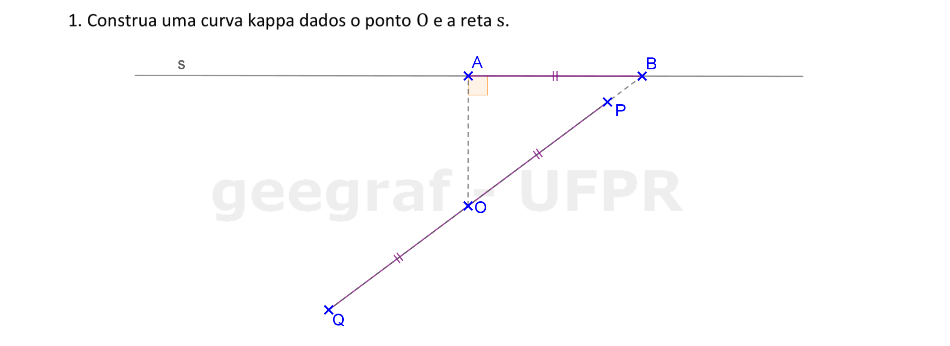 1. Construa uma curva kappa dados o ponto O e a reta s.
s
A
B
P
geegraf - UFPR
O
Q